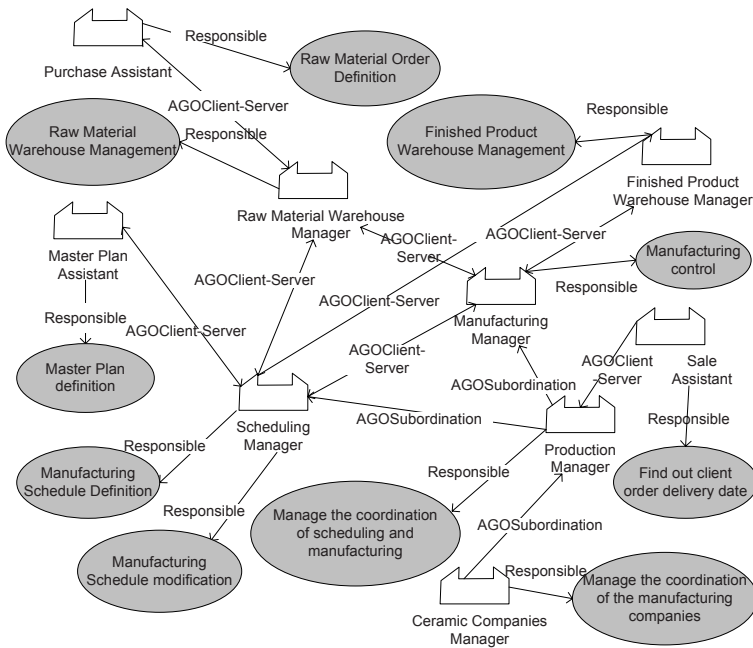 Responsible
Purchase Assistant
Raw Material Order
Definition
AGOClient-Server
Raw Material
Warehouse Management
Responsible
Finished Product
Warehouse Management
Responsible
Finished Product
Warehouse Manager
Raw Material Warehouse
Manager
Master Plan
Assistant
AGOClient-
Server
AGOClient-Server
Manufacturing
control
AGOClient-Server
AGOClient-Server
Responsible
Manufacturing
Manager
Responsible
AGOClient-Server
AGOClient-
Server
AGOClient
-Server
Sale
Assistant
Master Plan
definition
AGOSubordination
Scheduling
Manager
AGOSubordination
Responsible
Responsible
Production
Manager
Manufacturing
Schedule Definition
Responsible
Find out client
order delivery date
Responsible
Manage the coordination
of scheduling and
manufacturing
AGOSubordination
Manufacturing
Schedule modification
Responsible
Manage the coordination
of the manufacturing
companies
Ceramic Companies
Manager